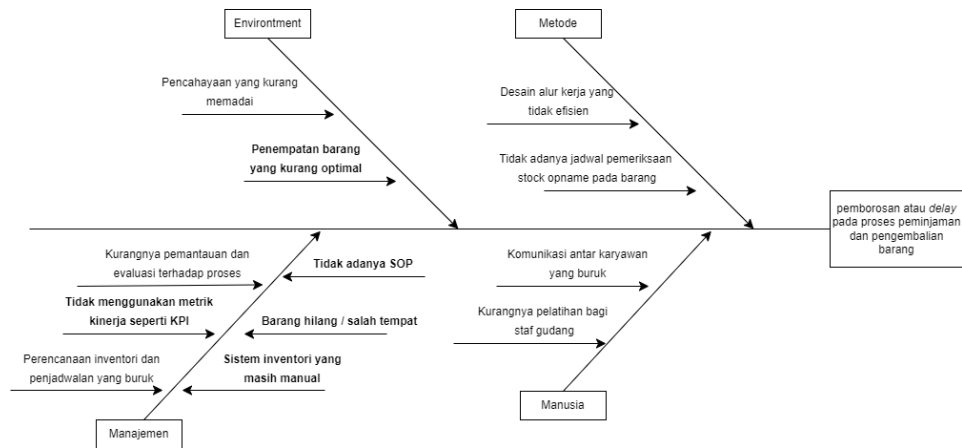 Environtment
Metode
Pencahayaan yang kurang
memadai
Desain alur kerja yang
tidak efisien
Penempatan barang
yang kurang optimal
Tidak adanya jadwal pemeriksaan
stock opname pada barang
pemborosan atau delay
pada proses peminjaman
dan pengembalian
barang
Kurangnya pemantauan dan
evaluasi terhadap proses
Tidak adanya SOP
Komunikasi antar karyawan
yang buruk
Tidak menggunakan metrik
kinerja seperti KPI
Barang hilang / salah tempat
Kurangnya pelatihan bagi
staf gudang
Perencanaan inventori dan
penjadwalan yang buruk
Sistem inventori yang
masih manual
Manajemen
Manusia